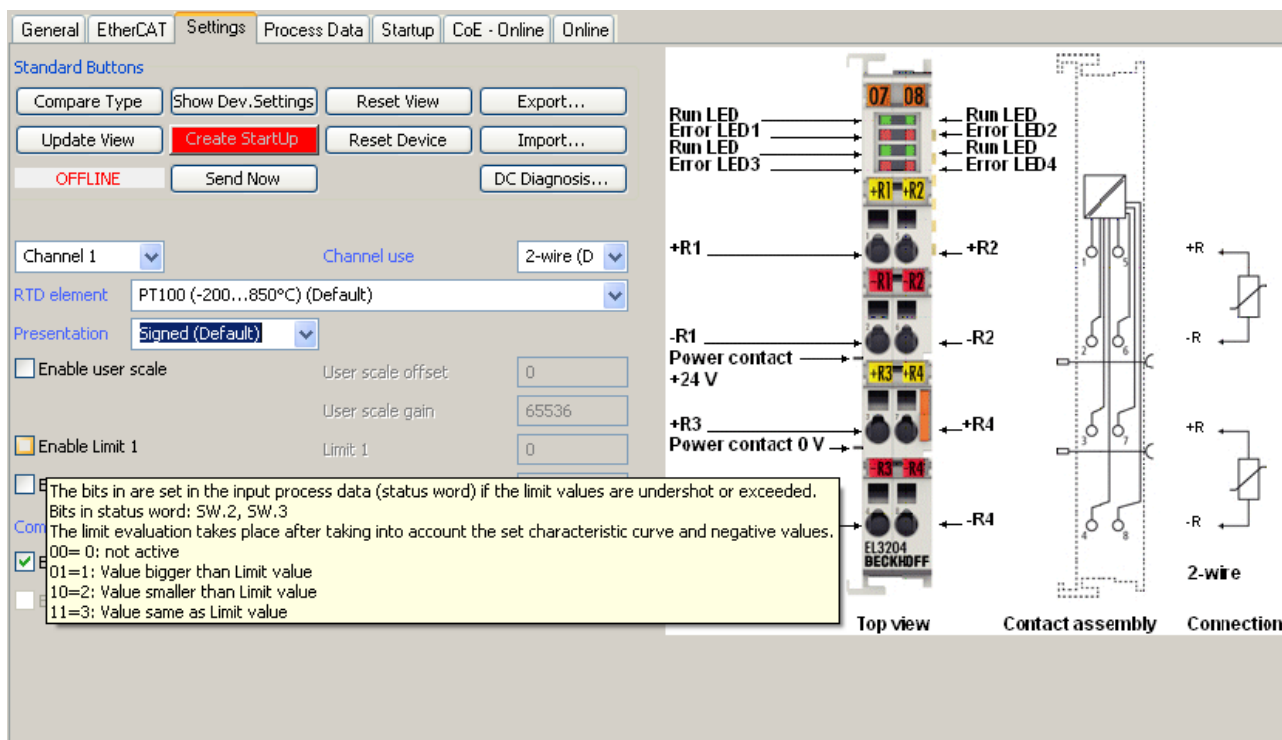 General EtherCAT Settings Process Data Startup CoE - Online Online
Standard Buttons
Compare Type Show Dev.Settings Reset View Export...
Update View Create StartUp Reset Device Import...
OFFLINE Send Now DC Diagnosis...
Channel 1 Channel use 2-wire (D
RTD element PT100 (-200...850°C) (Default)
Presentation Signed (Default)
Enable user scale User scale offset 0
User scale gain 65536
Enable Limit 1 Limit 1 0
The bits in are set in the input process data (status word) if the limit values are undershot or exceeded.
Bits in status word: SW.2, SW.3
The limit evaluation takes place after taking into account the set characteristic curve and negative values.
00= 0: not active
01=1: Value bigger than Limit value
10=2: Value smaller than Limit value
11=3: Value same as Limit value
07 08
Run LED Run LED
Error LED1 Error LED2
Run LED Run LED
Error LED3 Error LED4
+R1 +R2
+R1 +R2
-R1 -R2
-R1 -R2
Power contact
+24 V
+R3 +R4
+R3 +R4
Power contact 0 V
-R3 -R4
-R4
EL3204
BECKHOFF
Top view
1 5
2 6
3 7
4 8
Contact assembly
+R
-R
+R
-R
2-wire
Connection